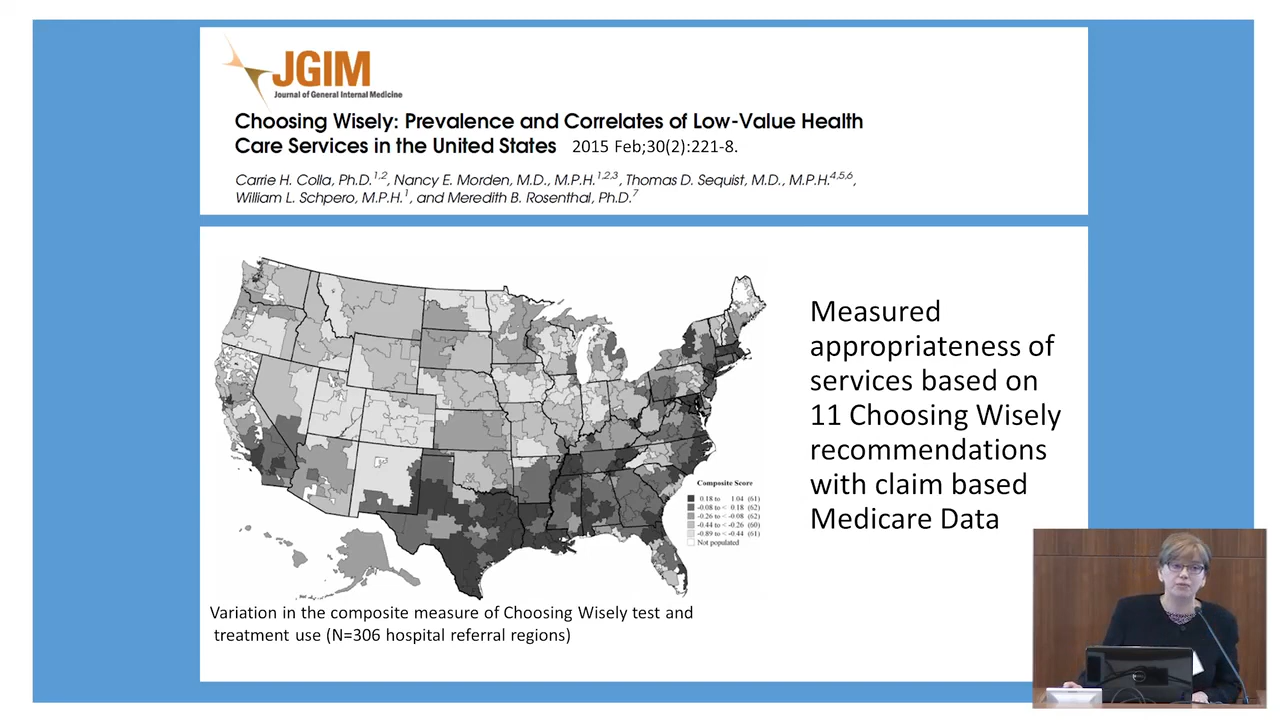 JGIM
Journal of General Internal Medicine
Choosing Wisely: Prevalence and Correlates of Low-Value Health
Care Services in the United States 2015 Feb;30(2):221-8.
Carrie H. Colla, Ph.D.1,2, Nancy E. Morden, M.D., M.P.H.1,2,3, Thomas D. Sequist, M.D., M.P.H.4,5,6,
William L. Schpero, M.P.H.1, and Meredith B. Rosenthal, Ph.D.7
Measured
appropriateness of
services based on
11 Choosing Wisely
recommendations
with claim based
Medicare Data
Composite Score
0.18 to 1.04 (61)
-0.08 to < 0.18 (62)
-0.26 to < -0.08 (62)
-0.44 to < -0.26 (60)
-0.89 to < -0.44 (61)
Not populated
Variation in the composite measure of Choosing Wisely test and
treatment use (N=306 hospital referral regions)